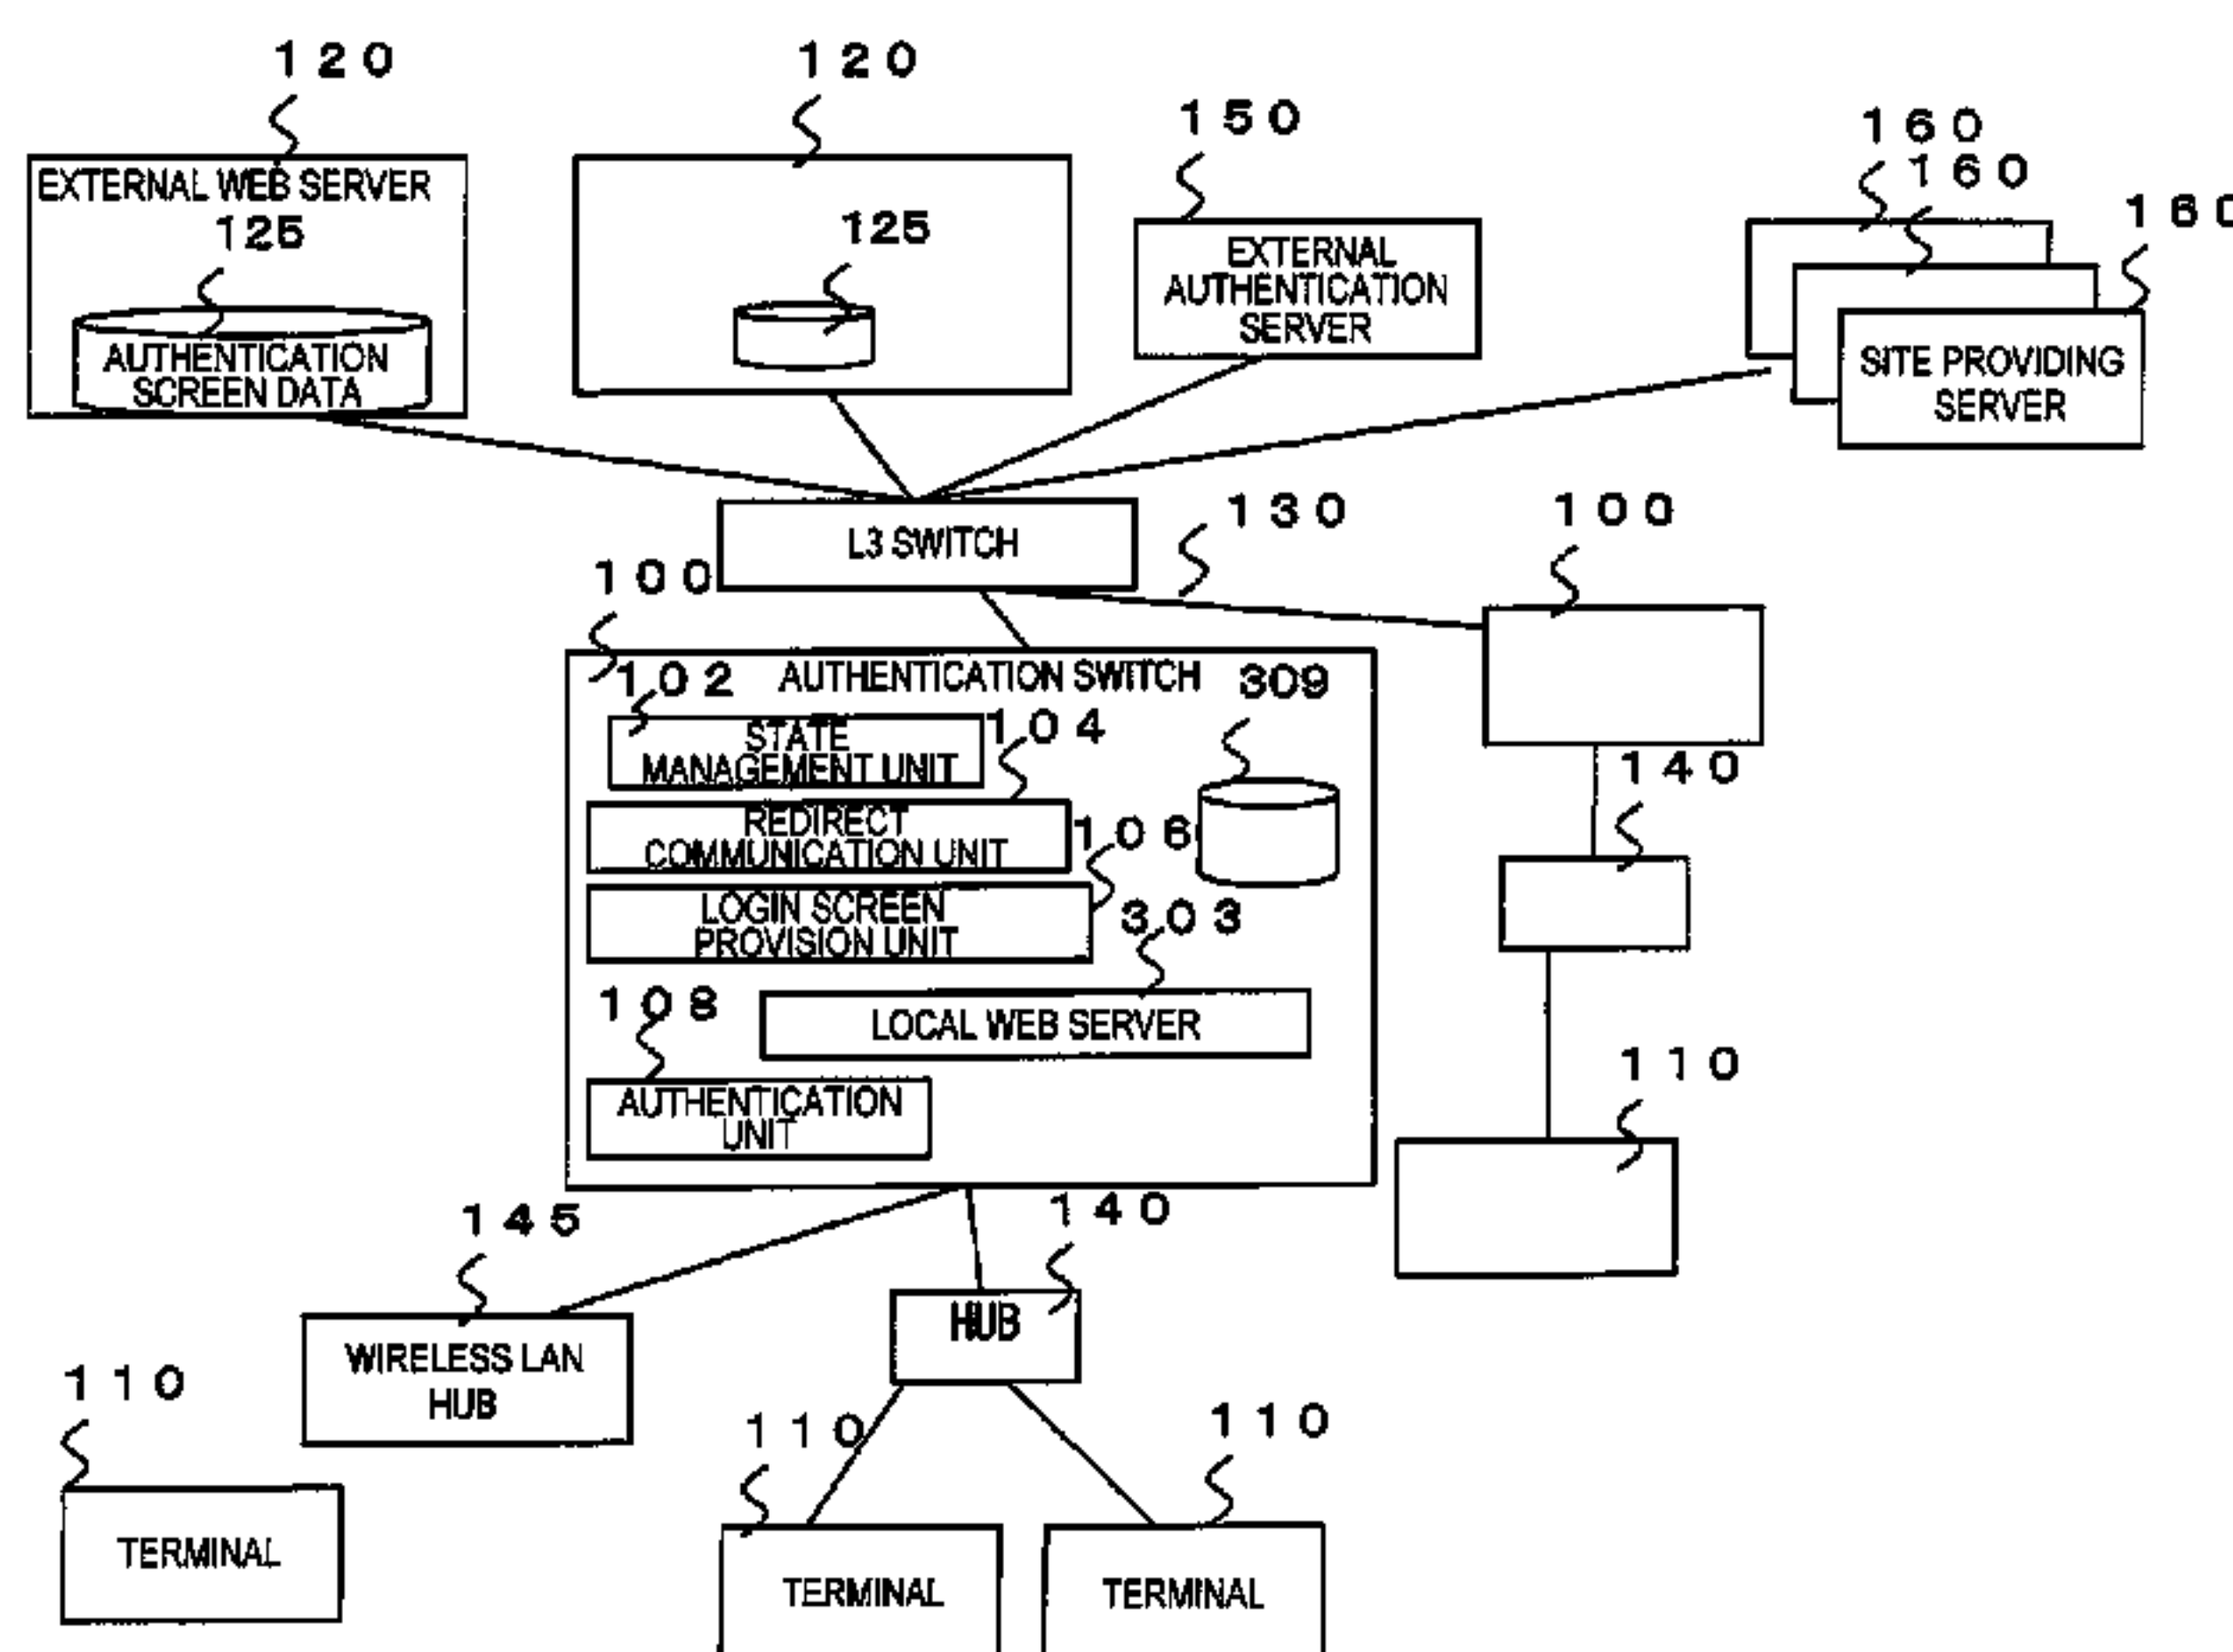 120
120
150
160
160
160
EXTERNAL WEB SERVER
125
AUTHENTICATION
SCREEN DATA
125
EXTERNAL
AUTHENTICATION
SERVER
SITE PROVIDING
SERVER
L3 SWITCH
130
100
100
AUTHENTICATION SWITCH
102
309
STATE
MANAGEMENT UNIT
104
REDIRECT
COMMUNICATION UNIT
106
LOGIN SCREEN
PROVISION UNIT
303
LOCAL WEB SERVER
108
AUTHENTICATION
UNIT
140
110
145
WIRELESS LAN
HUB
140
HUB
110
TERMINAL
110
TERMINAL
110
TERMINAL